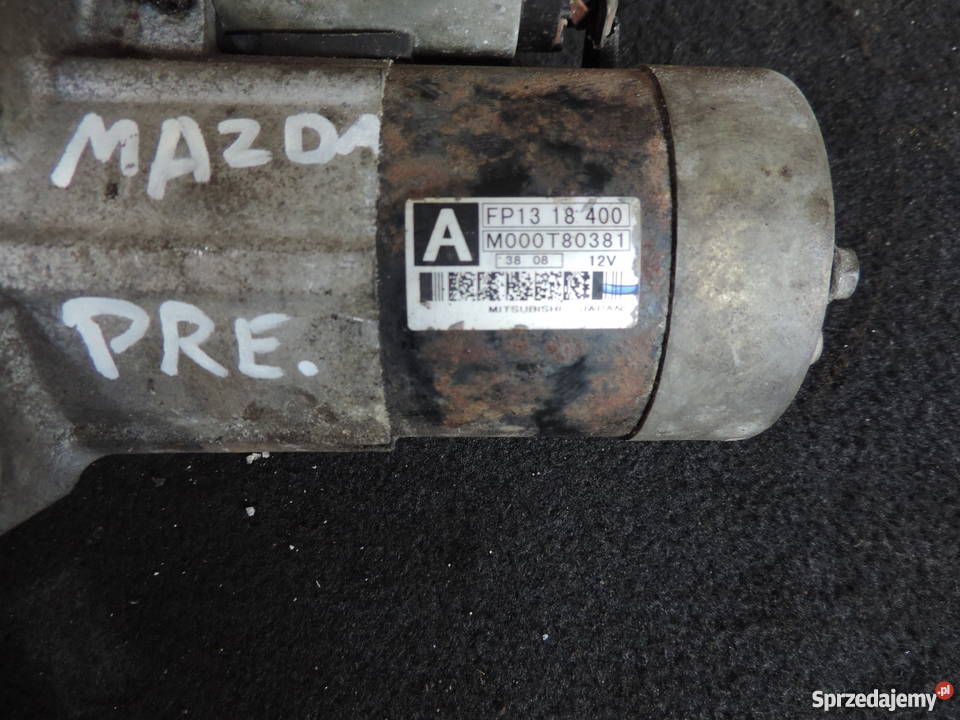 MAZDA
PRE.
A
FP13 18 400
M000T80381
38 08 12V
MITSUBISHI JAPAN
Sprzedajemy.pl